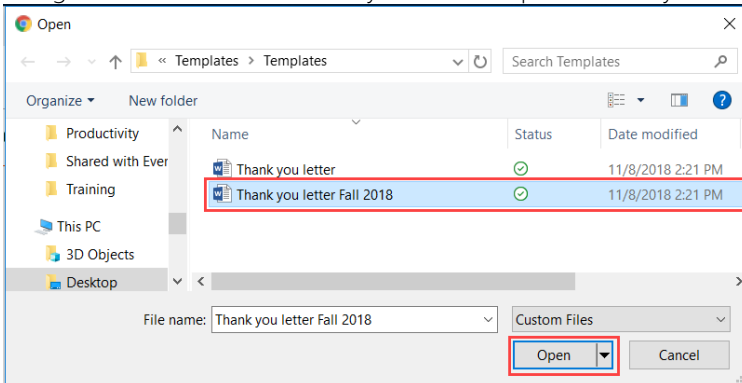 Open
« Templates > Templates
Search Templates
Organize
New folder
Name
Status
Date modified
Productivity
Shared with Ever
Training
This PC
3D Objects
Desktop
Thank you letter
11/8/2018 2:21 PM
Thank you letter Fall 2018
11/8/2018 2:21 PM
File name:
Thank you letter Fall 2018
Custom Files
Open
Cancel